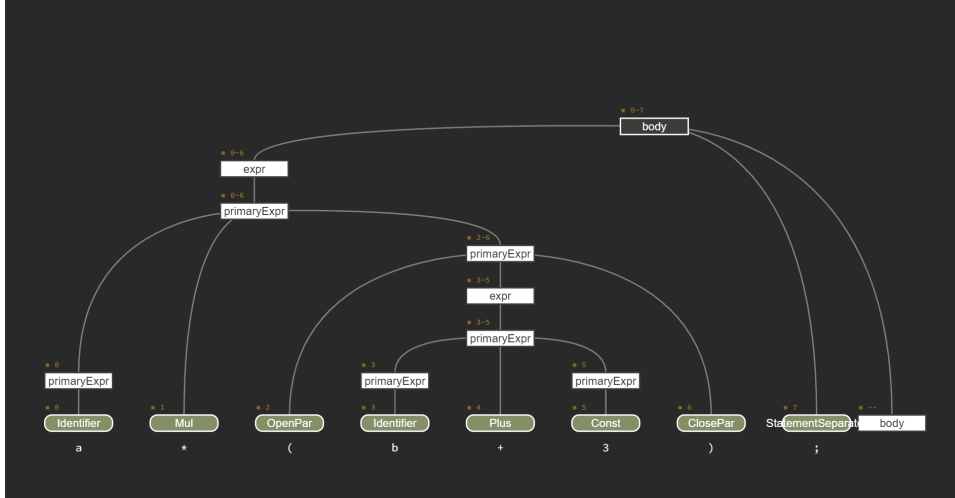 * 0-7
body
* 0-6
expr
* 0-6
primaryExpr
* 2-6
primaryExpr
* 3-5
expr
* 3-5
primaryExpr
* 0 * 3 * 5
primaryExpr primaryExpr primaryExpr
* 0 * 1 * 2 * 3 * 4 * 5 * 6 * 7 * --
Identifier Mul OpenPar Identifier Plus Const ClosePar StatementSeparat body
a * ( b + 3 ) ;